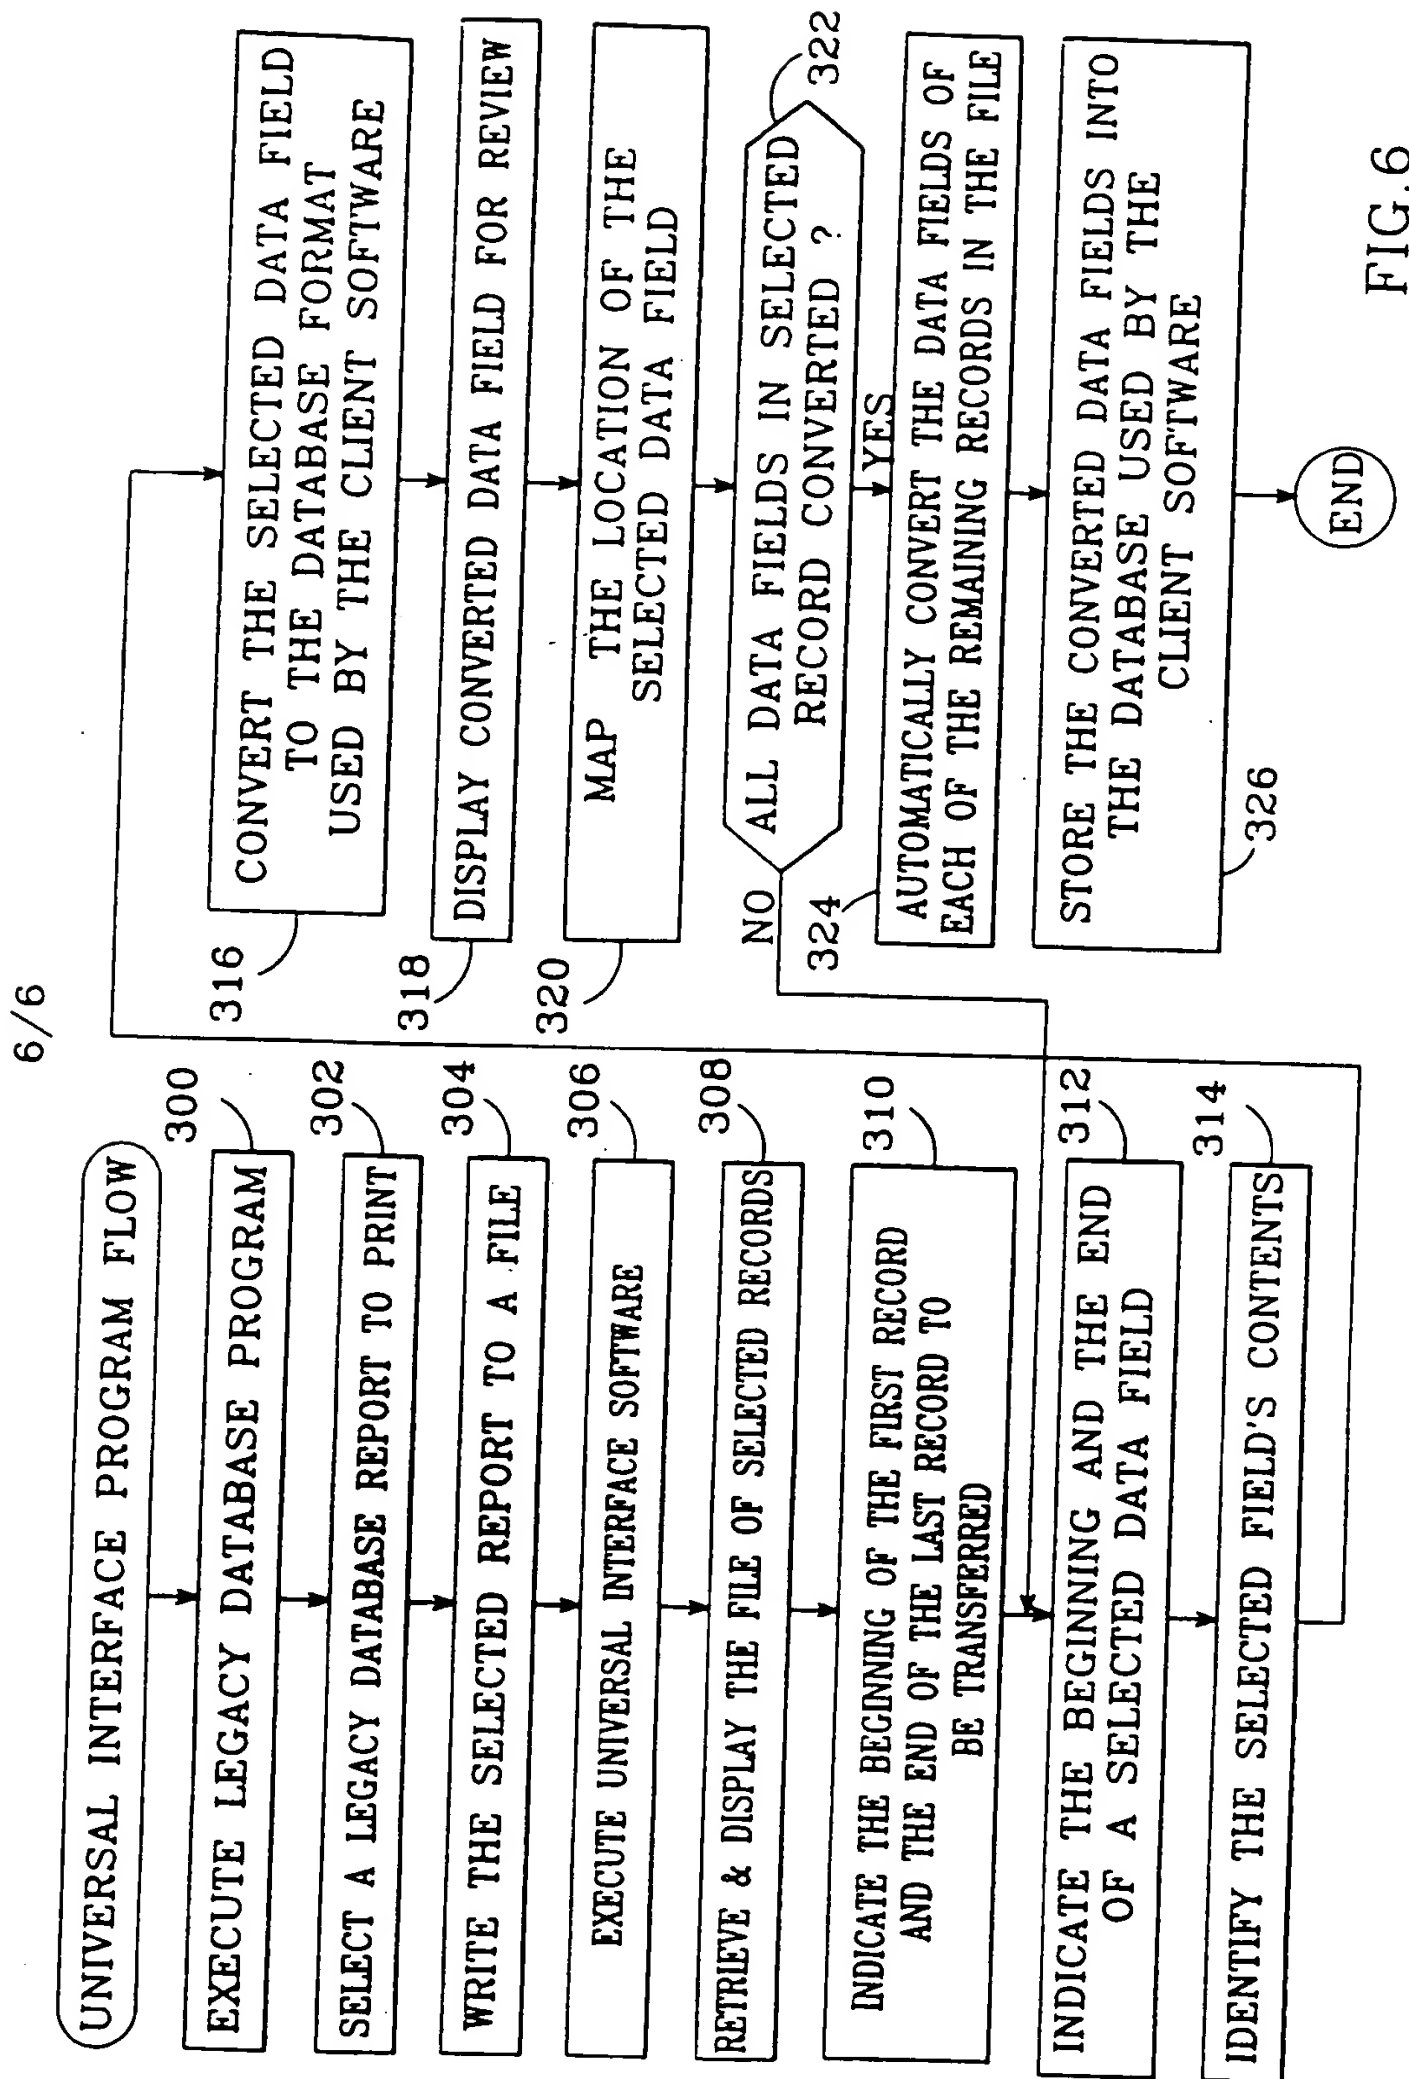 6/6
UNIVERSAL INTERFACE PROGRAM FLOW
300
EXECUTE LEGACY DATABASE PROGRAM
302
SELECT A LEGACY DATABASE REPORT TO PRINT
304
WRITE THE SELECTED REPORT TO A FILE
306
EXECUTE UNIVERSAL INTERFACE SOFTWARE
308
RETRIEVE & DISPLAY THE FILE OF SELECTED RECORDS
310
INDICATE THE BEGINNING OF THE FIRST RECORD
AND THE END OF THE LAST RECORD TO
BE TRANSFERRED
312
INDICATE THE BEGINNING AND THE END
OF A SELECTED DATA FIELD
314
IDENTIFY THE SELECTED FIELD'S CONTENTS
316
CONVERT THE SELECTED DATA FIELD
TO THE DATABASE FORMAT
USED BY THE CLIENT SOFTWARE
318
DISPLAY CONVERTED DATA FIELD FOR REVIEW
320
MAP THE LOCATION OF THE
SELECTED DATA FIELD
322
ALL DATA FIELDS IN SELECTED
RECORD CONVERTED ?
NO
YES
324
AUTOMATICALLY CONVERT THE DATA FIELDS OF
EACH OF THE REMAINING RECORDS IN THE FILE
STORE THE CONVERTED DATA FIELDS INTO
THE DATABASE USED BY THE
CLIENT SOFTWARE
326
END
FIG.6